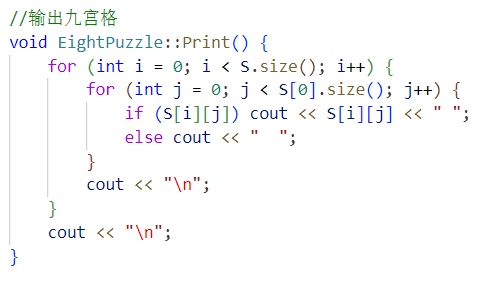 //输出九宫格
void EightPuzzle::Print() {
    for (int i = 0; i < S.size(); i++) {
        for (int j = 0; j < S[0].size(); j++) {
            if (S[i][j]) cout << S[i][j] << " ";
            else cout << "  ";
        }
        cout << "\n";
    }
    cout << "\n";
}